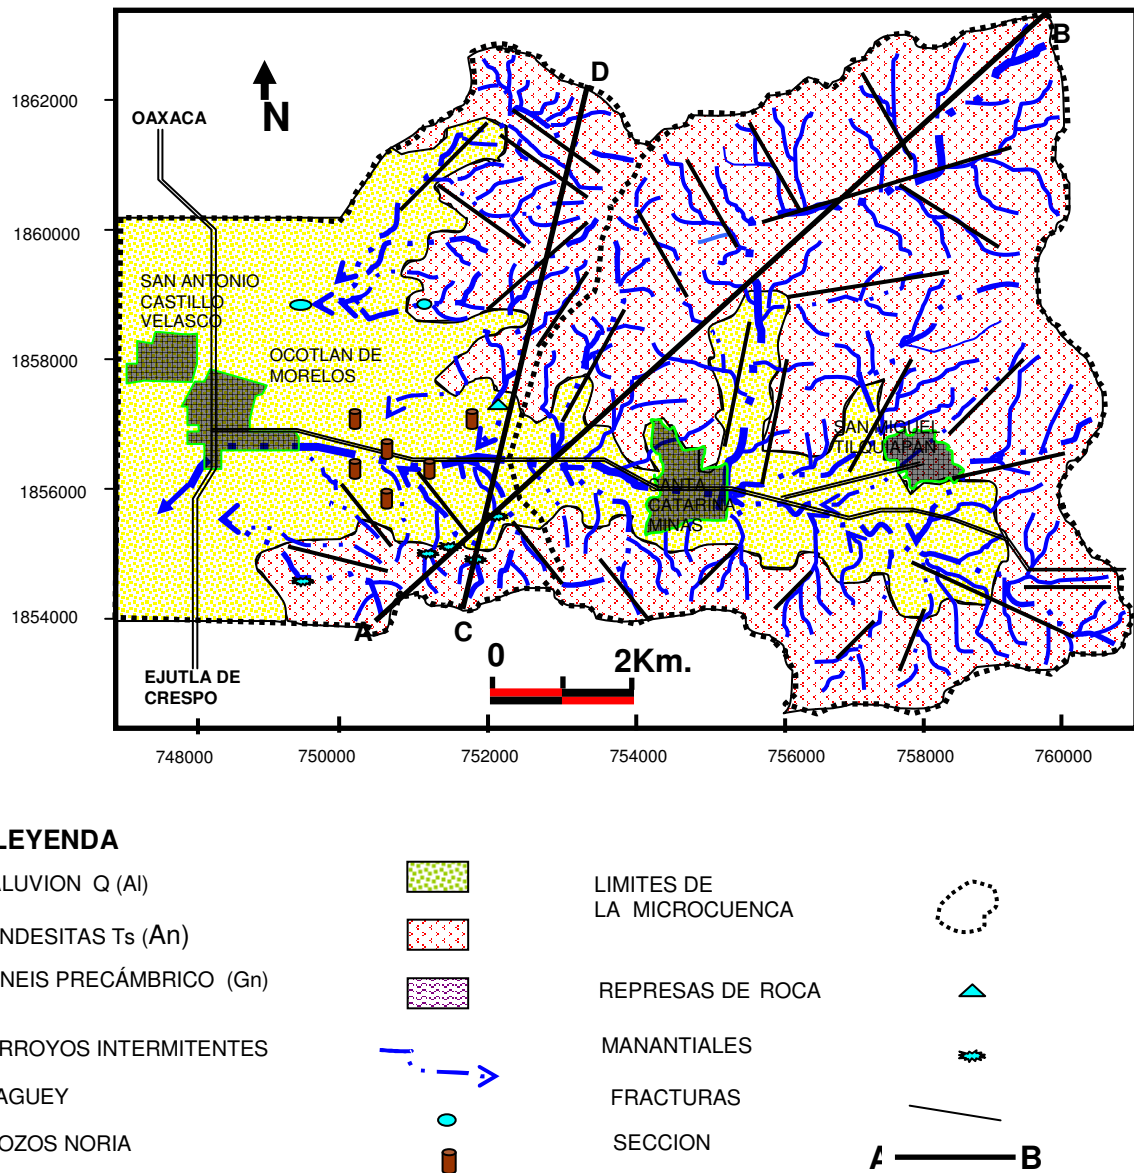 B
D
1862000
OAXACA
N
1860000
SAN ANTONIO
CASTILLO
VELASCO
1858000
OCOTLAN DE
MORELOS
SAN MIGUEL
TILQUIAPAN
1856000
SANTA
CATARINA
MINAS
1854000
A
C
0
2Km.
EJUTLA DE
CRESPO
748000
750000
752000
754000
756000
758000
760000
LEYENDA
ALUVION Q (Al)
LIMITES DE
LA MICROCUENCA
NDESITAS Ts (An)
NEIS PRECÁMBRICO (Gn)
REPRESAS DE ROCA
RROYOS INTERMITENTES
MANANTIALES
AGUEY
FRACTURAS
OZOS NORIA
SECCION
A
B